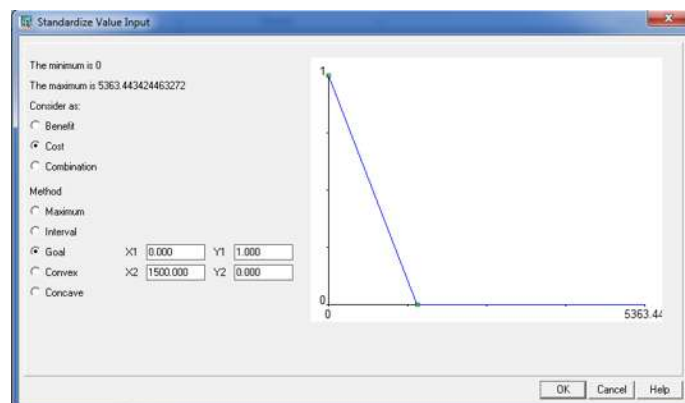 Standardize Value Input
The minimum is 0
The maximum is 5363.443424463272
Consider as:
Benefit
Cost
Combination
Method
Maximum
Interval
Goal X1 0.000 Y1 1.000
Convex X2 1500.000 Y2 0.000
Concave
1
0
0 5363.44
OK Cancel Help